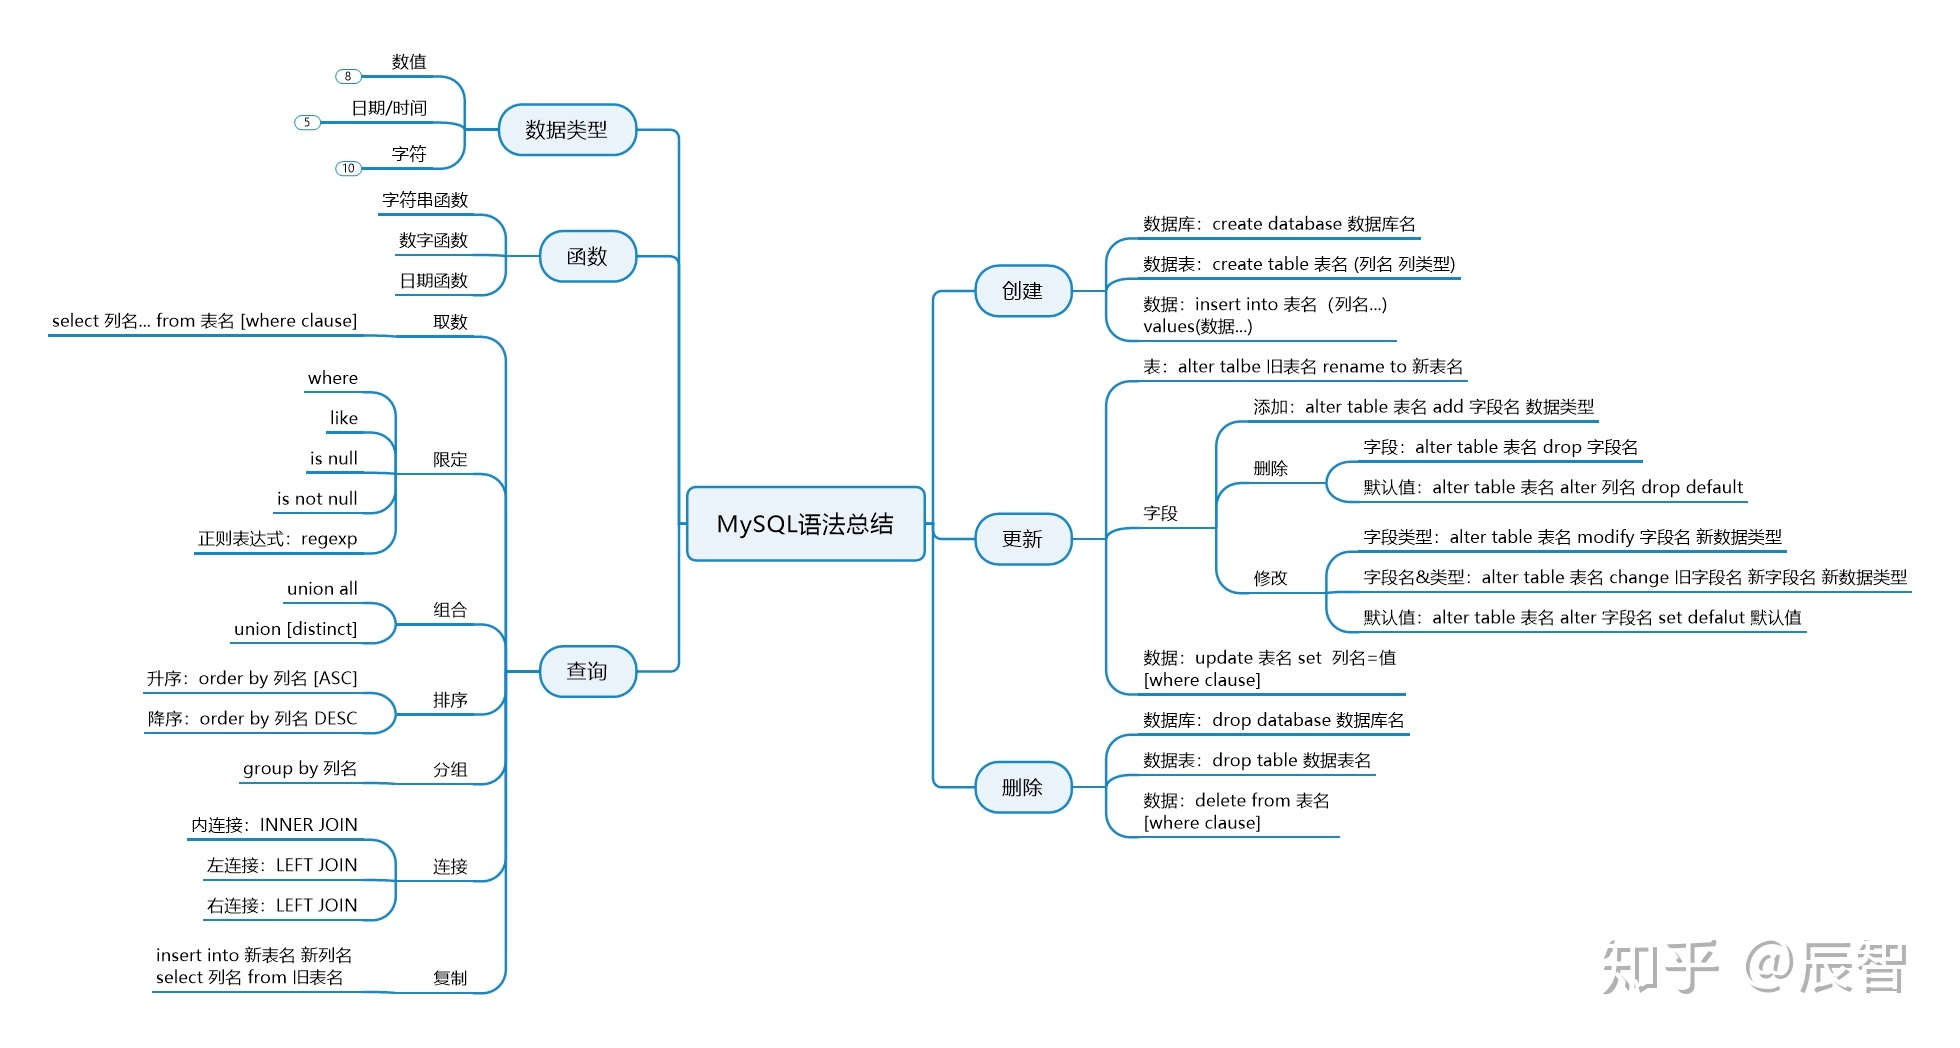 MySQL语法总结
数据类型
数值
8
日期/时间
5
字符
10
函数
字符串函数
数字函数
日期函数
查询
取数
select 列名... from 表名 [where clause]
限定
where
like
is null
is not null
正则表达式：regexp
组合
union all
union [distinct]
排序
升序：order by 列名 [ASC]
降序：order by 列名 DESC
分组
group by 列名
连接
内连接：INNER JOIN
左连接：LEFT JOIN
右连接：LEFT JOIN
复制
insert into 新表名 新列名
select 列名 from 旧表名
创建
数据库：create database 数据库名
数据表：create table 表名 (列名 列类型)
数据：insert into 表名（列名...)
values(数据...)
更新
表：alter talbe 旧表名 rename to 新表名
字段
添加：alter table 表名 add 字段名 数据类型
删除
字段：alter table 表名 drop 字段名
默认值：alter table 表名 alter 列名 drop default
修改
字段类型：alter table 表名 modify 字段名 新数据类型
字段名&类型：alter table 表名 change 旧字段名 新字段名 新数据类型
默认值：alter table 表名 alter 字段名 set defalut 默认值
数据：update 表名 set  列名=值
[where clause]
删除
数据库：drop database 数据库名
数据表：drop table 数据表名
数据：delete from 表名
[where clause]
知乎 @辰智